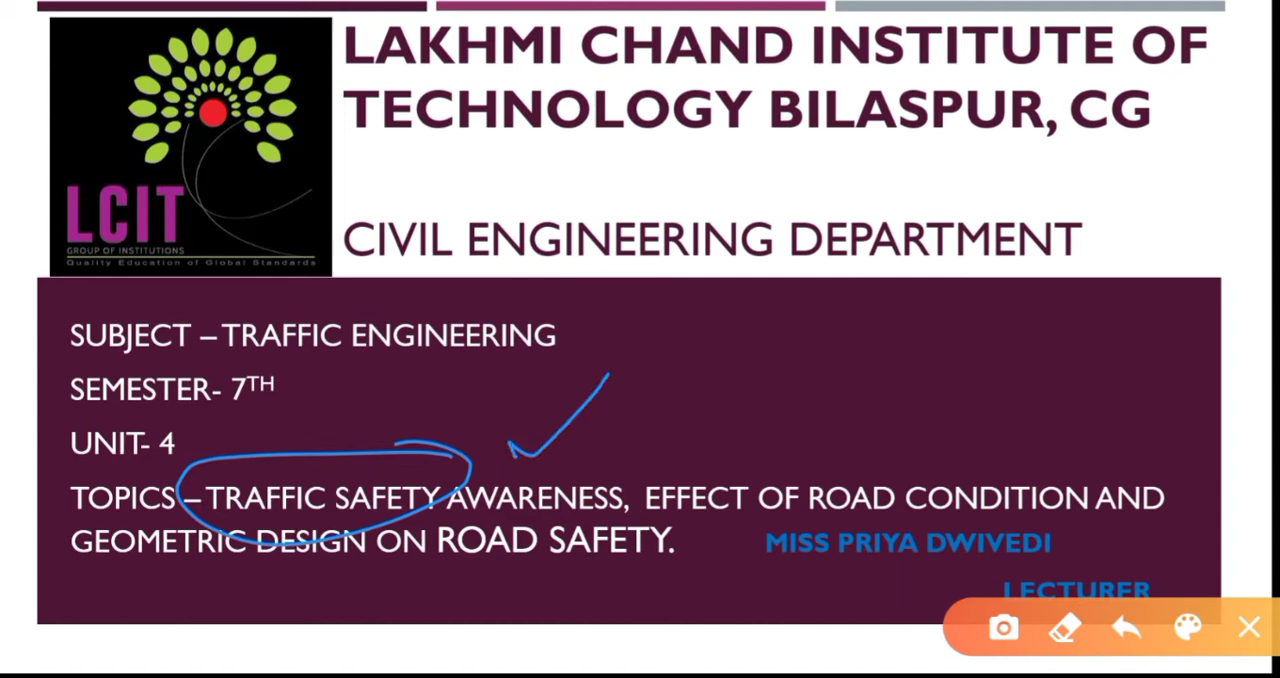 LAKHMI CHAND INSTITUTE OF
TECHNOLOGY BILASPUR, CG
LCIT
GROUP OF INSTITUTIONS
Quality Education of Global Standards
CIVIL ENGINEERING DEPARTMENT
SUBJECT – TRAFFIC ENGINEERING
SEMESTER- 7TH
UNIT- 4
TOPICS – TRAFFIC SAFETY AWARENESS, EFFECT OF ROAD CONDITION AND
GEOMETRIC DESIGN ON ROAD SAFETY. MISS PRIYA DWIVEDI
LECTURER